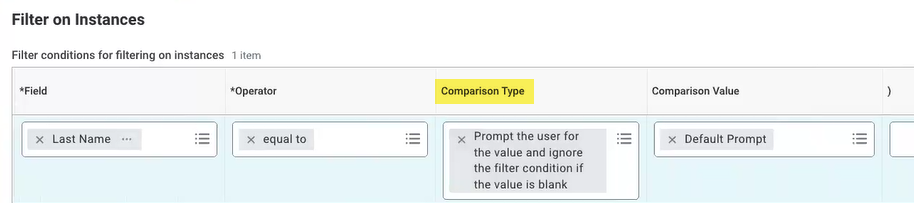 Filter on Instances
Filter conditions for filtering on instances 1 item
*Field *Operator Comparison Type Comparison Value )
× Last Name ··· × equal to × Prompt the user for the value and ignore the filter condition if the value is blank × Default Prompt